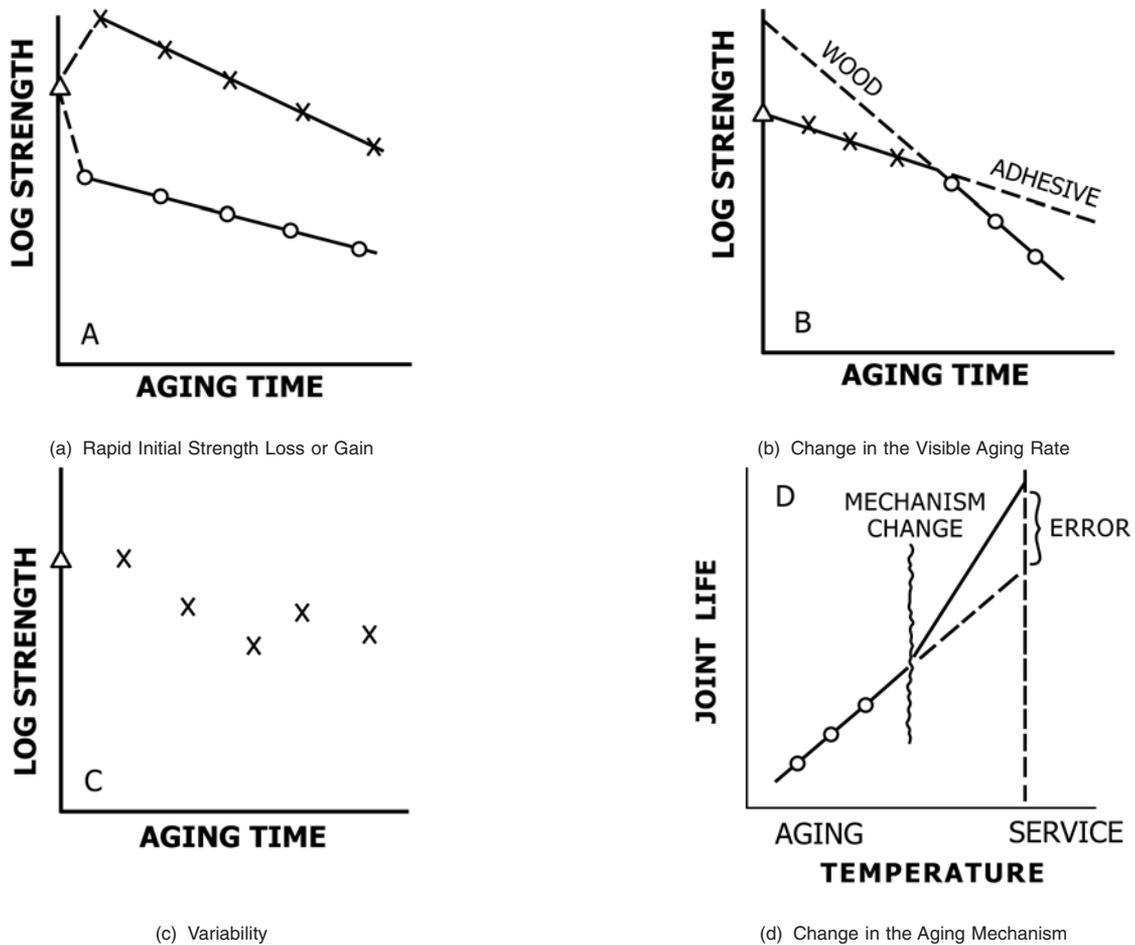 LOG STRENGTH
A
AGING TIME
(a) Rapid Initial Strength Loss or Gain
LOG STRENGTH
WOOD
ADHESIVE
B
AGING TIME
(b) Change in the Visible Aging Rate
LOG STRENGTH
C
AGING TIME
(c) Variability
JOINT LIFE
D
MECHANISM
CHANGE
ERROR
AGING
SERVICE
TEMPERATURE
(d) Change in the Aging Mechanism